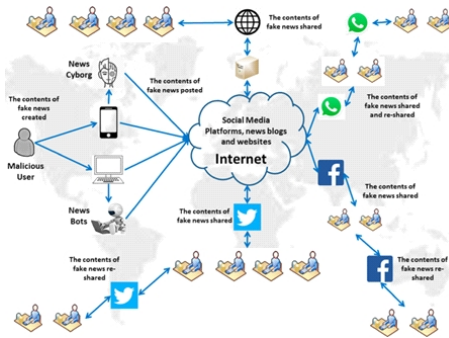 The contents of
fake news shared
News
Cyborg
The contents of
fake news posted
The contents
of fake news
created
Malicious
User
Social Media
Platforms, news blogs
and websites
Internet
The contents of
fake news shared
and re-shared
News
Bots
The contents of
fake news shared
The contents of
fake news shared
The contents of
fake news re-
shared
The contents of
fake news re-
shared